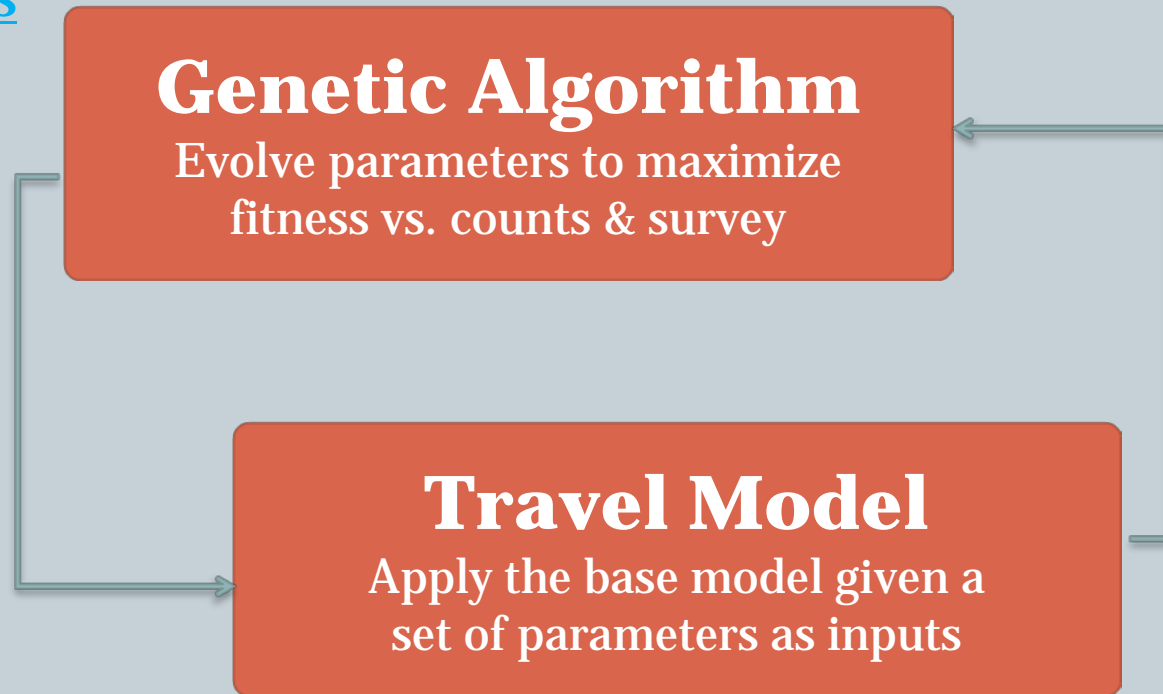 s
Genetic Algorithm
Evolve parameters to maximize
fitness vs. counts & survey
Travel Model
Apply the base model given a
set of parameters as inputs